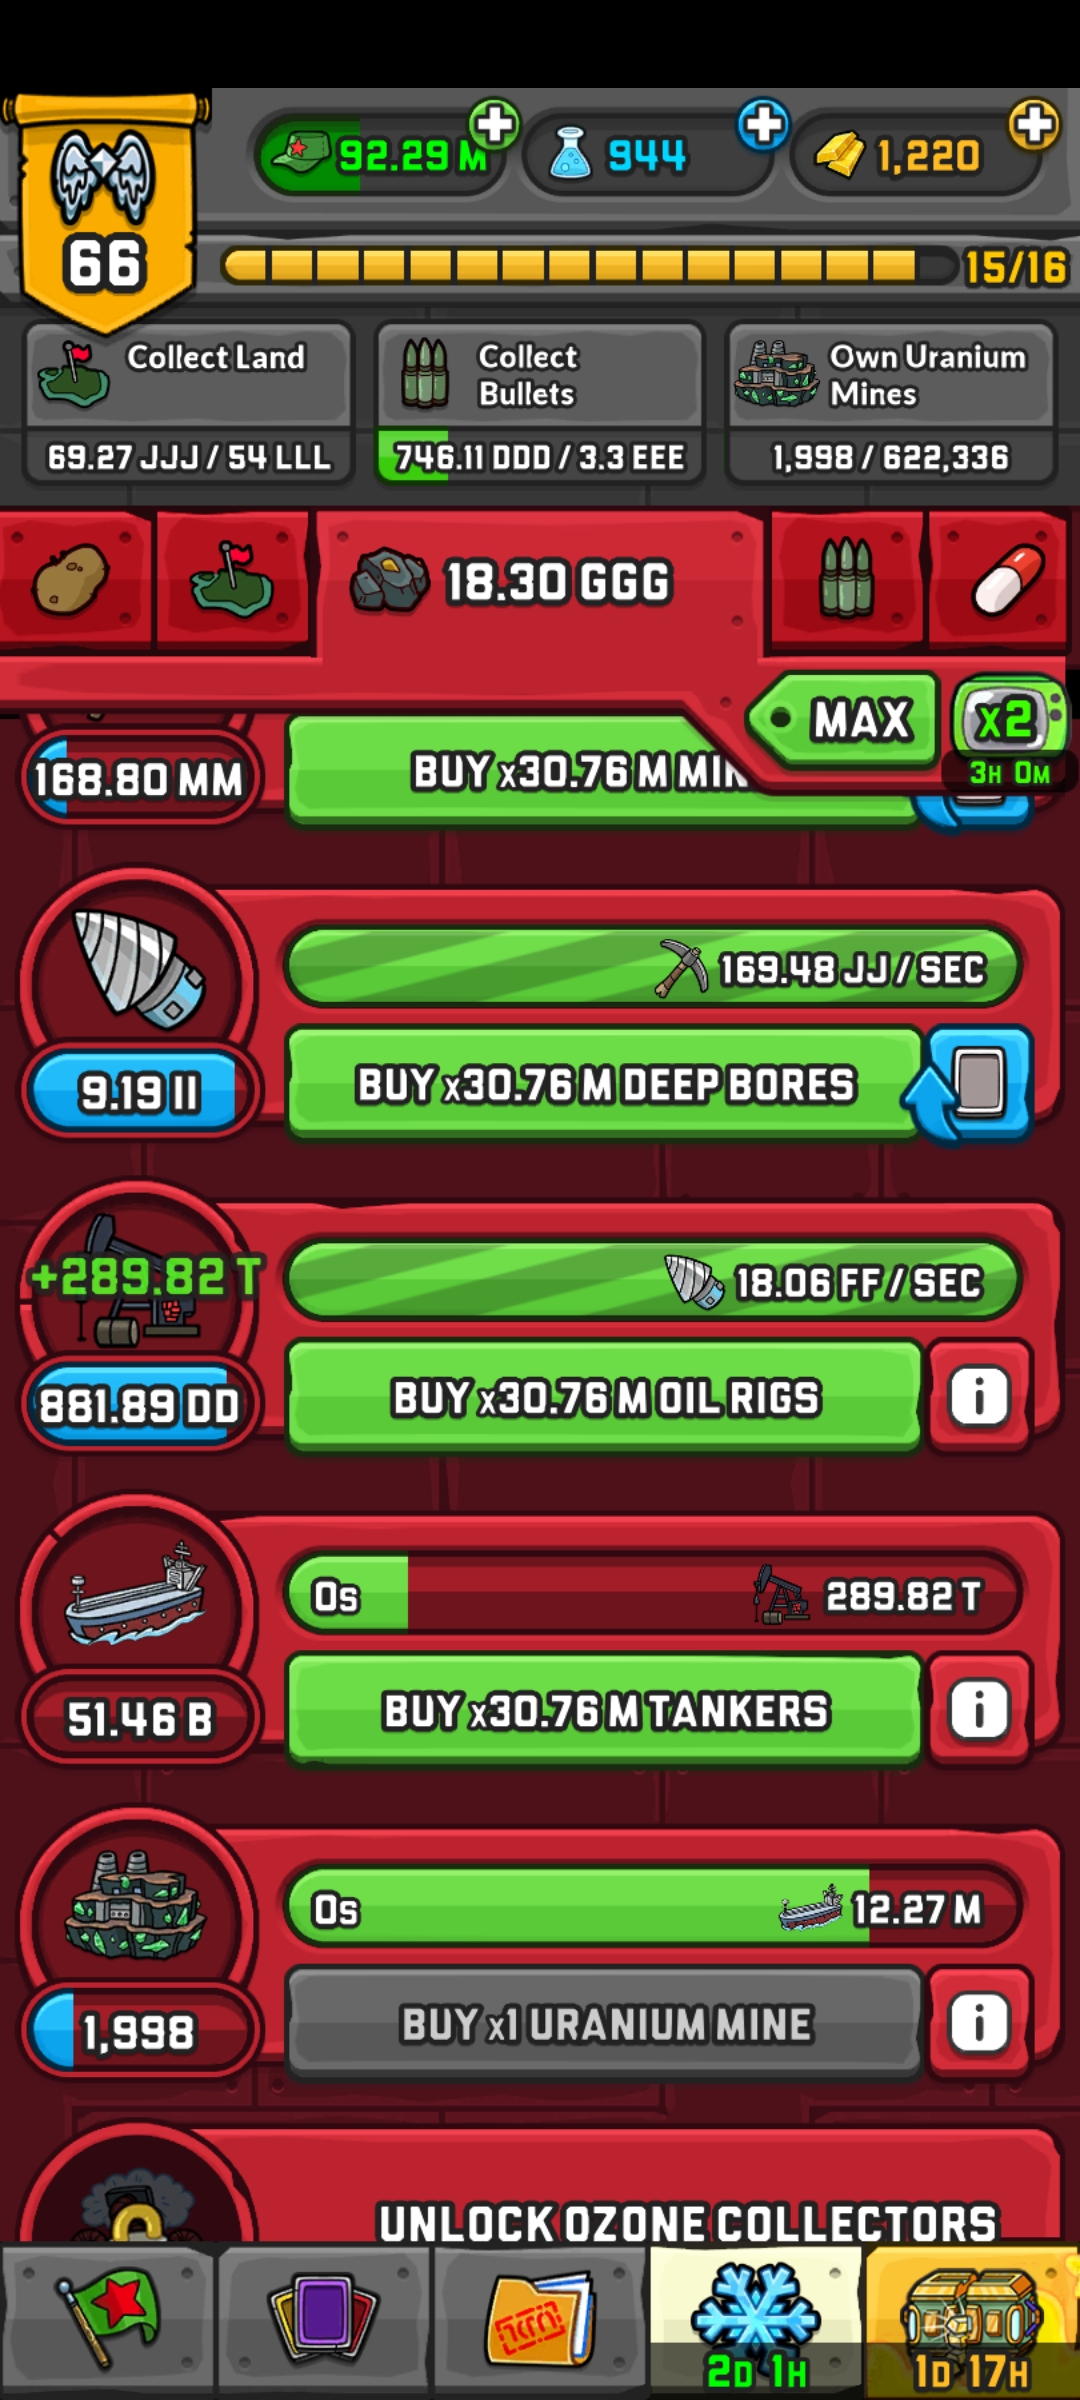 92.29 M
944
1,220
66
15/16
Collect Land
69.27 JJJ / 54 LLL
Collect
Bullets
746.11 DDD / 3.3 EEE
Own Uranium
Mines
1,998 / 622,336
18.30 GGG
MAX
x2
3H 0M
168.80 MM
BUY x30.76 M
169.48 JJ / SEC
9.19 II
BUY x30.76 M DEEP BORES
+289.82 T
18.06 FF / SEC
881.89 DD
BUY x30.76 M OIL RIGS
i
0s
289.82 T
51.46 B
BUY x30.76 M TANKERS
i
0s
12.27 M
1,998
BUY x1 URANIUM MINE
i
UNLOCK OZONE COLLECTORS
2D 1H
1D 17H